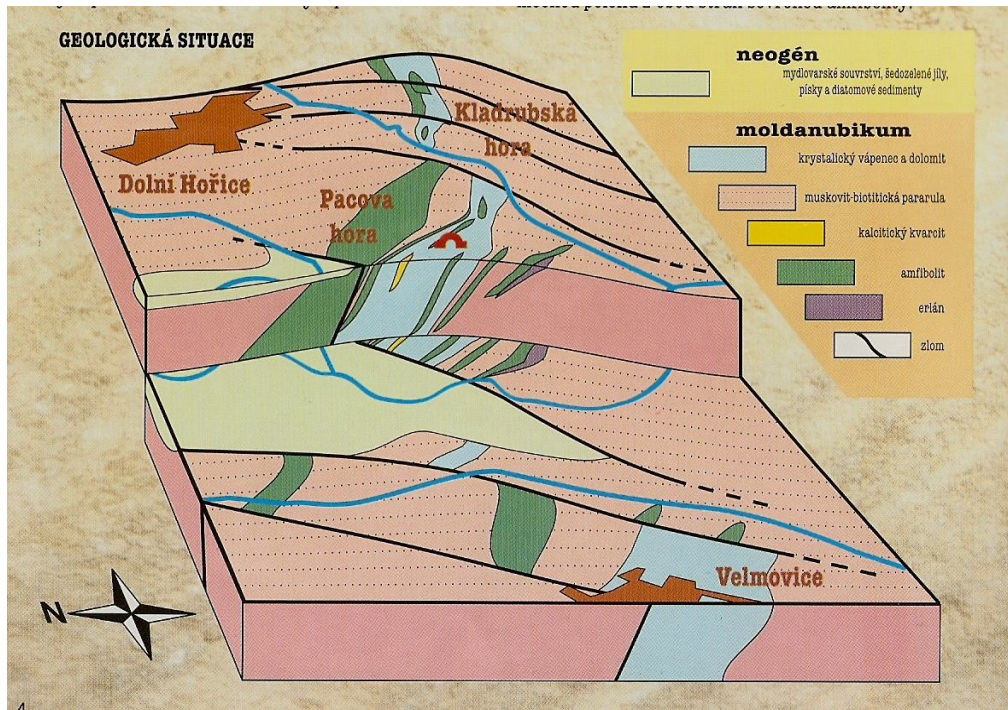 GEOLOGICKÁ SITUACE
neogén
mydlovarské souvrství, šedozelené jíly,
písky a diatomové sedimenty
moldanubikum
krystalický vápenec a dolomit
muskovit-biotitická pararula
kalcitický kvarcit
amfibolit
erlán
zlom
Kladrubská
hora
Dolní Hořice
Pacova
hora
Velmovice
N